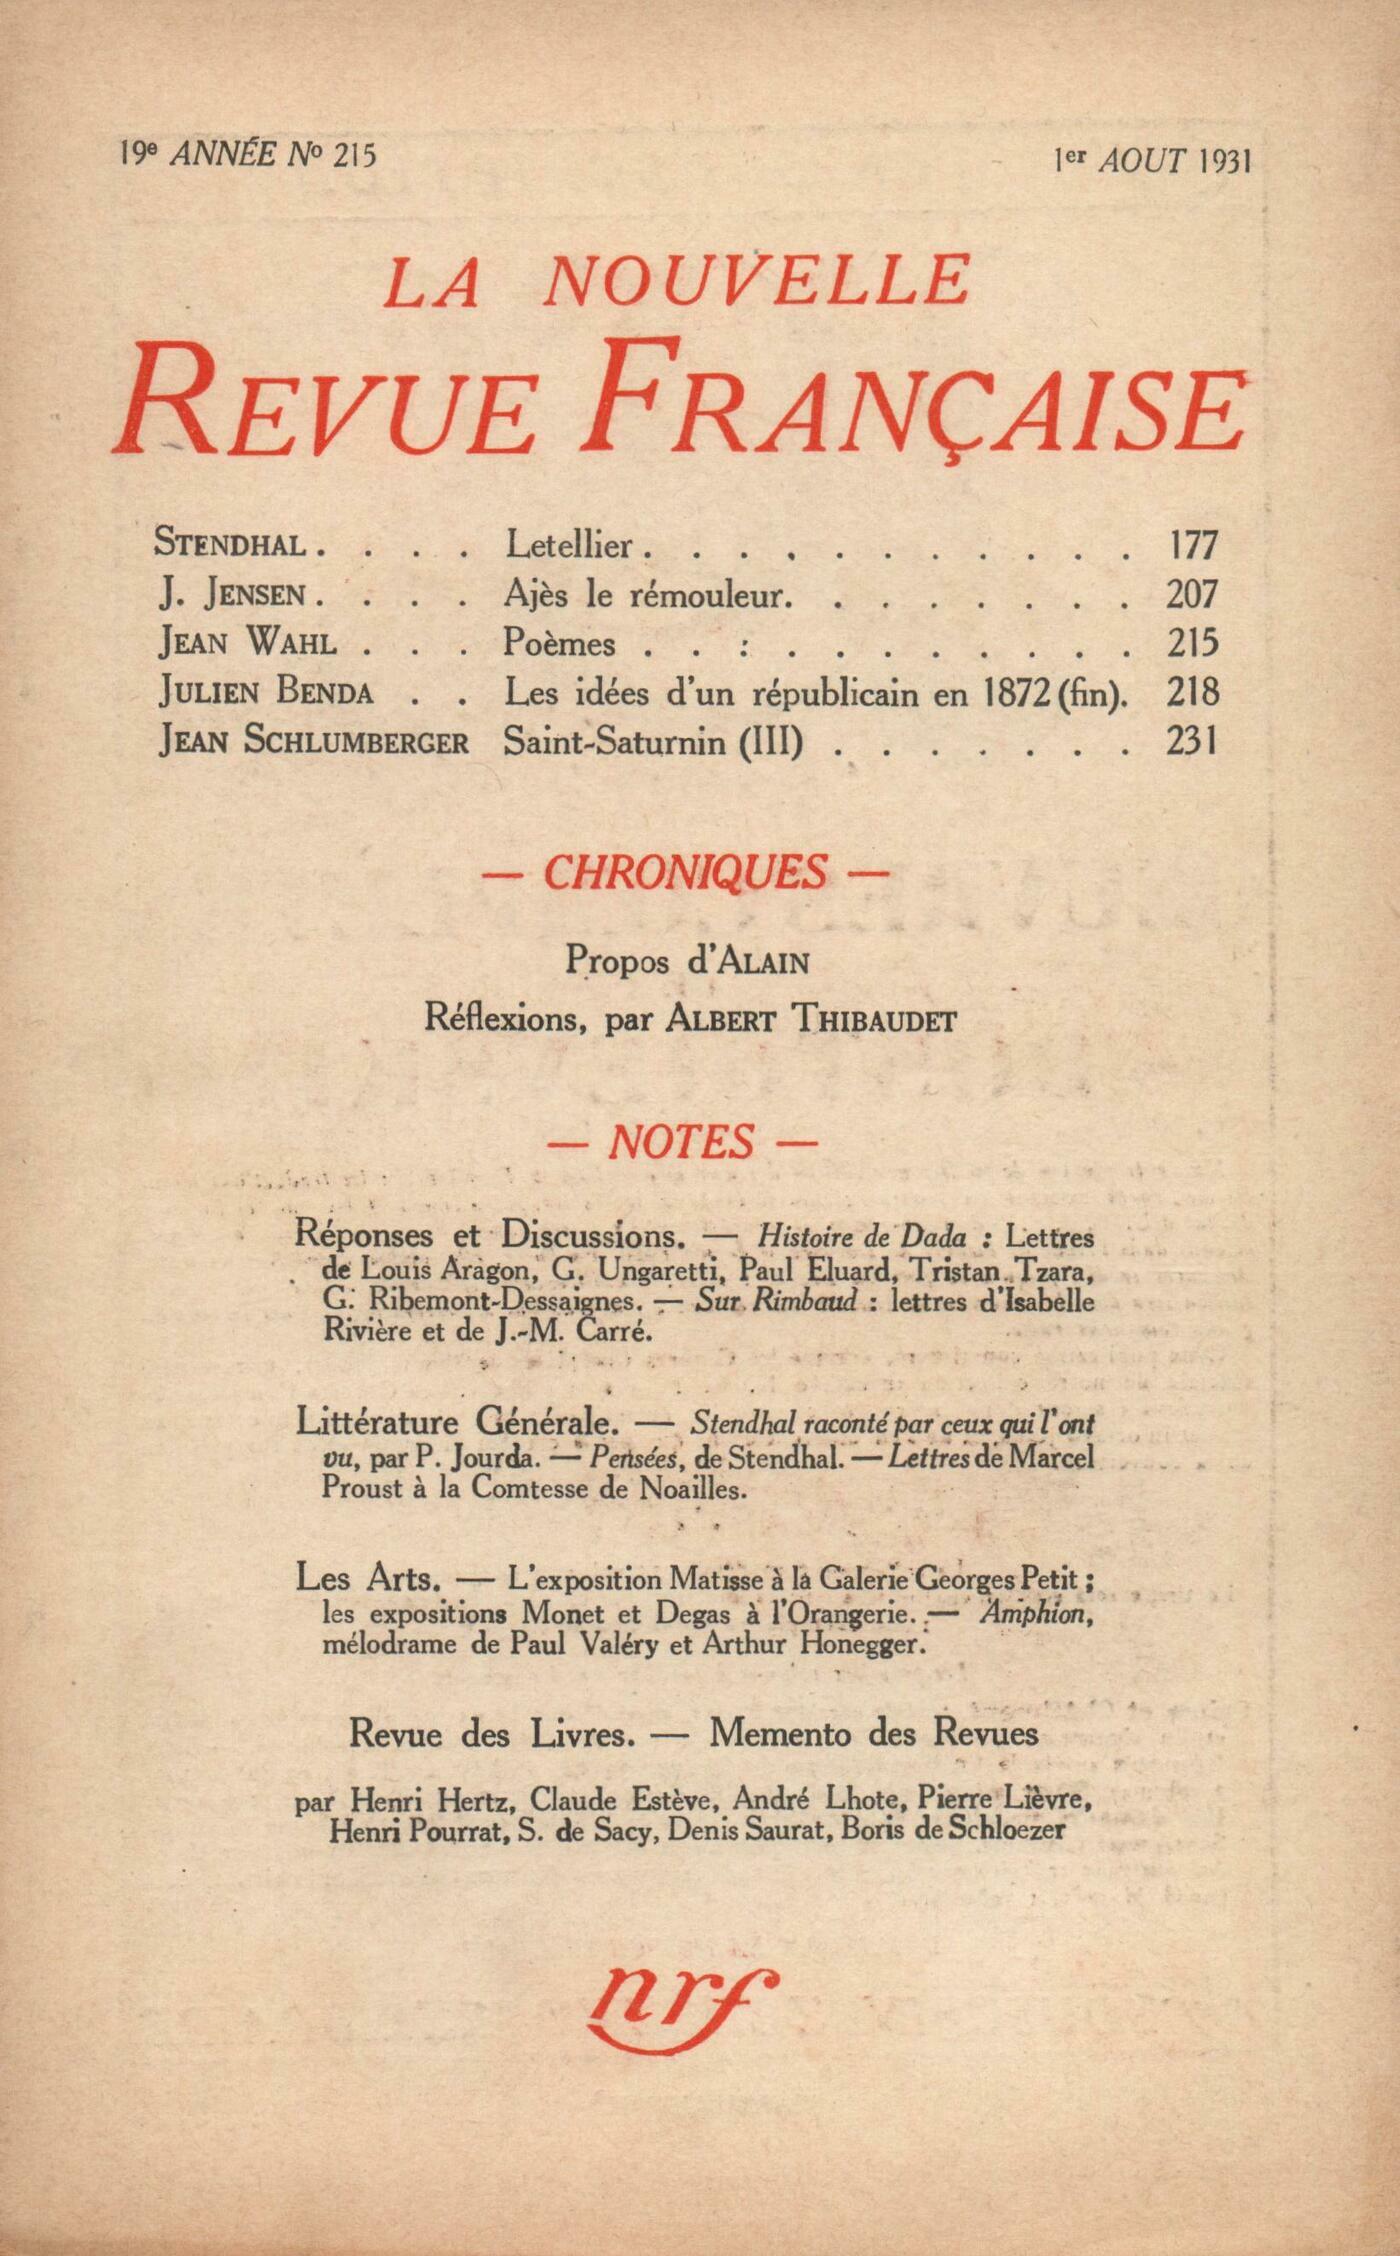 19e ANNÉE No 215
1er AOUT 1931
LA NOUVELLE
REVUE FRANÇAISE
STENDHAL. . . . . Letellier. . . . . . . . . . . 177
J. JENSEN. . . . . Ajès le rémouleur. . . . . . . . 207
JEAN WAHL . . . Poèmes . . : . . . . . . . . 215
JULIEN BENDA . . Les idées d'un républicain en 1872 (fin). 218
JEAN SCHLUMBERGER Saint-Saturnin (III) . . . . . . . 231
— CHRONIQUES —
Propos d'ALAIN
Réflexions, par ALBERT THIBAUDET
— NOTES —
Réponses et Discussions. — Histoire de Dada : Lettres
de Louis Aragon, G. Ungaretti, Paul Eluard, Tristan Tzara,
G. Ribemont-Dessaignes. — Sur Rimbaud : lettres d'Isabelle
Rivière et de J.-M. Carré.
Littérature Générale. — Stendhal raconté par ceux qui l'ont
vu, par P. Jourda. — Pensées, de Stendhal. — Lettres de Marcel
Proust à la Comtesse de Noailles.
Les Arts. — L'exposition Matisse à la Galerie Georges Petit ;
les expositions Monet et Degas à l'Orangerie. — Amphion,
mélodrame de Paul Valéry et Arthur Honegger.
Revue des Livres. — Memento des Revues
par Henri Hertz, Claude Estève, André Lhote, Pierre Lièvre,
Henri Pourrat, S. de Sacy, Denis Saurat, Boris de Schloezer
nrf